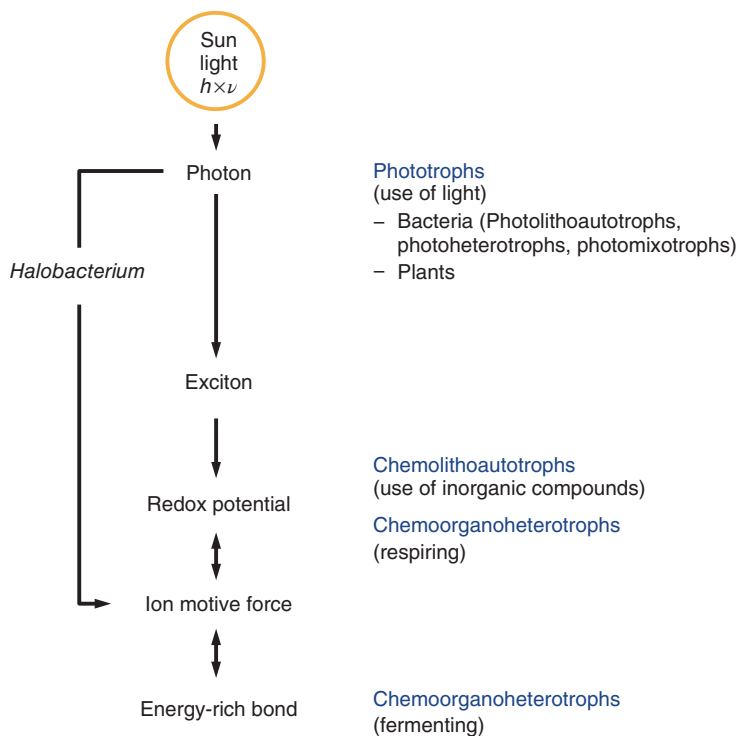 Sun
light
h×ν
Photon
Phototrophs
(use of light)
– Bacteria (Photolithoautotrophs,
photoheterotrophs, photomixotrophs)
– Plants
Halobacterium
Exciton
Chemolithoautotrophs
(use of inorganic compounds)
Redox potential
Chemoorganoheterotrophs
(respiring)
Ion motive force
Energy-rich bond
Chemoorganoheterotrophs
(fermenting)